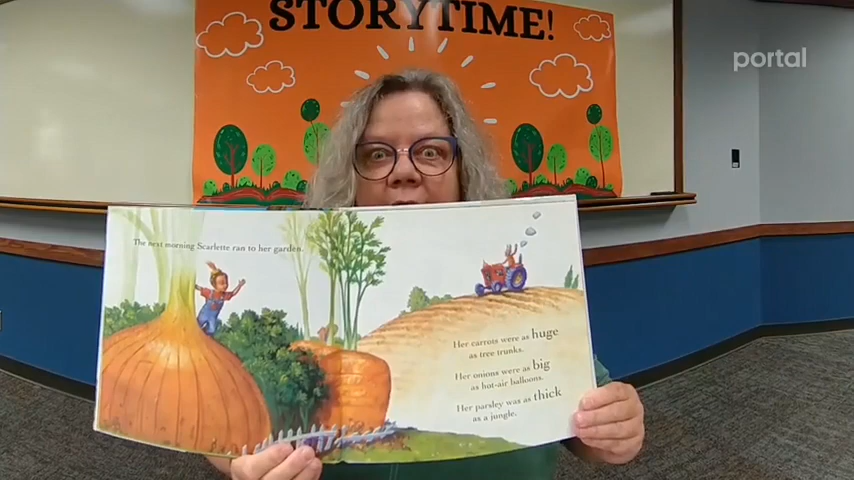 STORYTIME!
portal
The next morning Scarlette ran to her garden.
Her carrots were as huge
as tree trunks.
Her onions were as big
as hot-air balloons.
Her parsley was as thick
as a jungle.